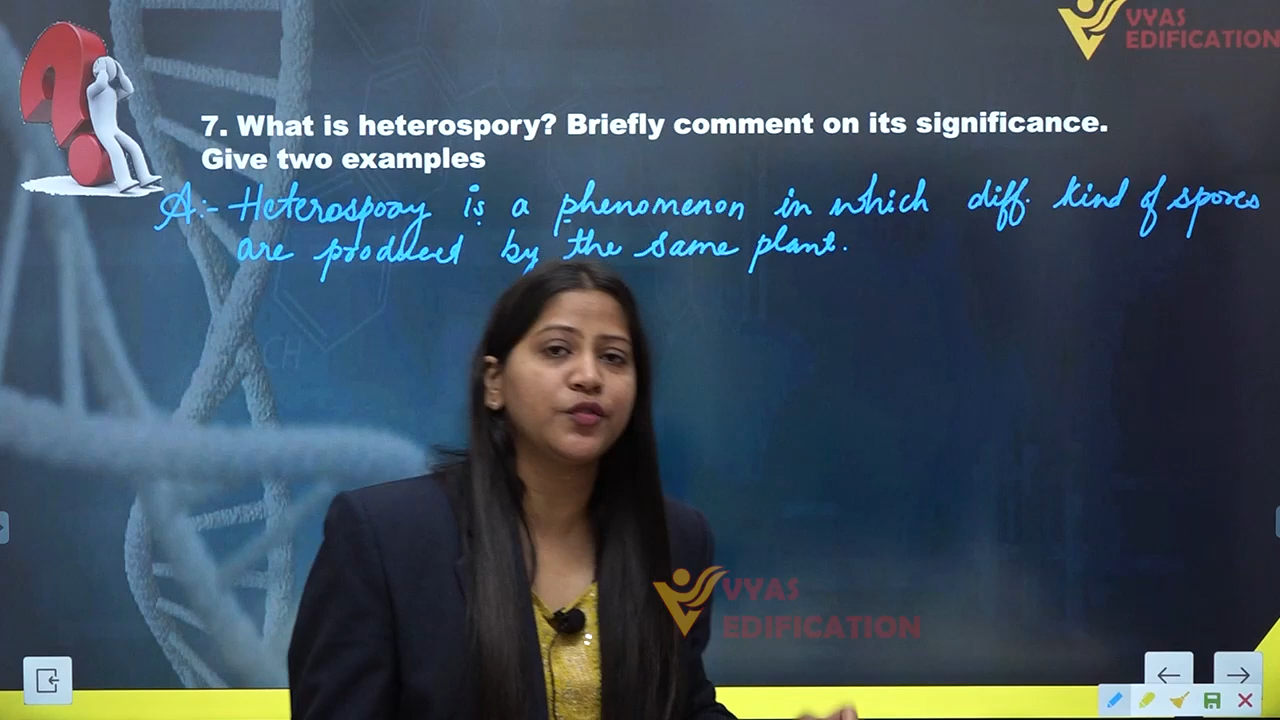 VYAS
EDIFICATION
7. What is heterospory? Briefly comment on its significance.
Give two examples
A:- Heterospory is a phenomenon in which diff. kind of spores
are produced by the same plant.
VYAS
EDIFICATION